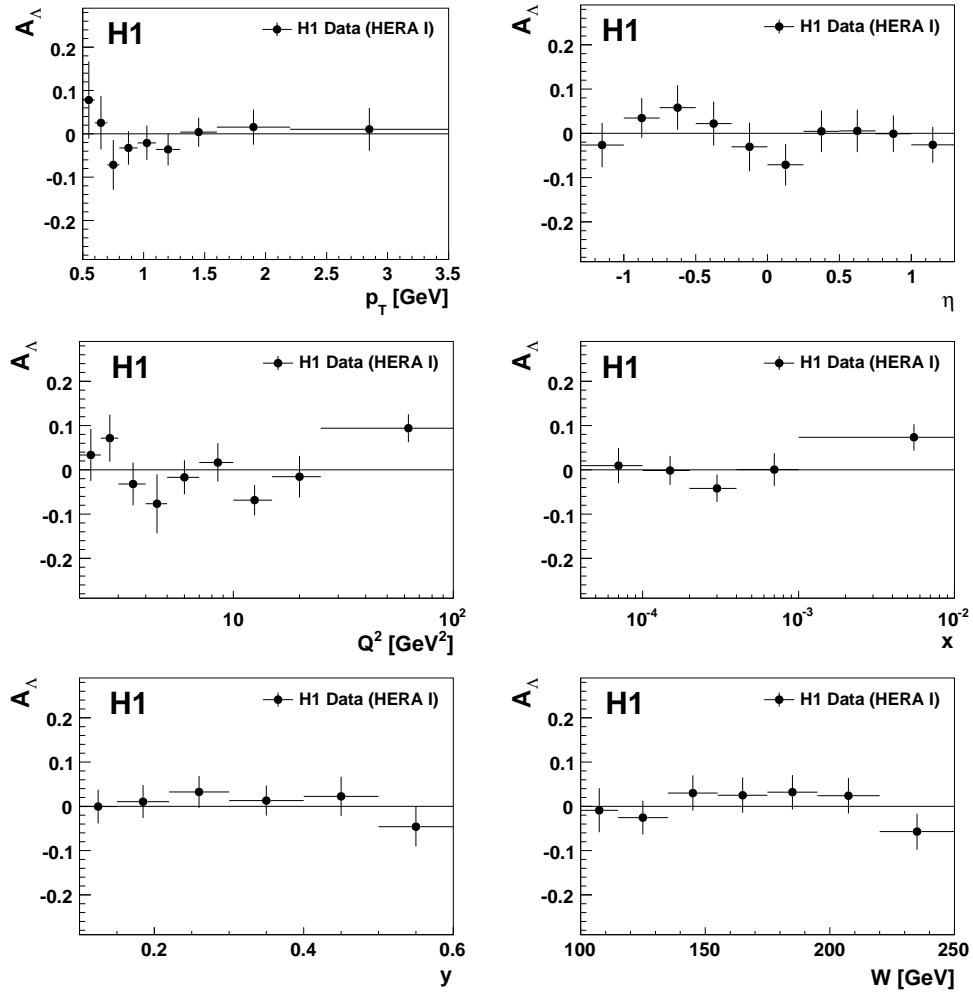 A_Λ H1 H1 Data (HERA I)
0.2
0.1
0
-0.1
-0.2
0.5 1 1.5 2 2.5 3 3.5
p_T [GeV]
A_Λ H1 H1 Data (HERA I)
0.2
0.1
0
-0.1
-0.2
-1 -0.5 0 0.5 1
η
A_Λ H1 H1 Data (HERA I)
0.2
0.1
0
-0.1
-0.2
10 10²
Q² [GeV²]
A_Λ H1 H1 Data (HERA I)
0.2
0.1
0
-0.1
-0.2
10⁻⁴ 10⁻³ 10⁻²
x
A_Λ H1 H1 Data (HERA I)
0.2
0.1
0
-0.1
-0.2
0.2 0.4 0.6
y
A_Λ H1 H1 Data (HERA I)
0.2
0.1
0
-0.1
-0.2
100 150 200 250
W [GeV]